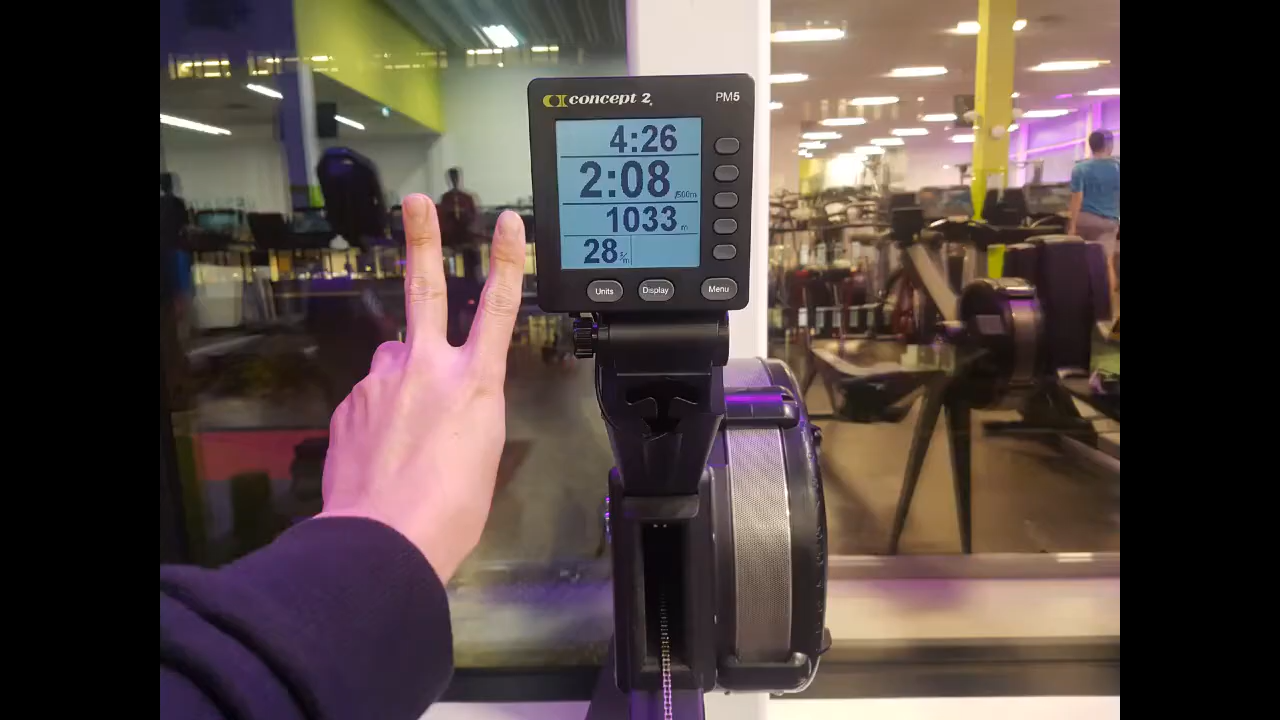 concept 2 PM5
4:26
2:08 /500m
1033 m
28 s/m
Units Display Menu